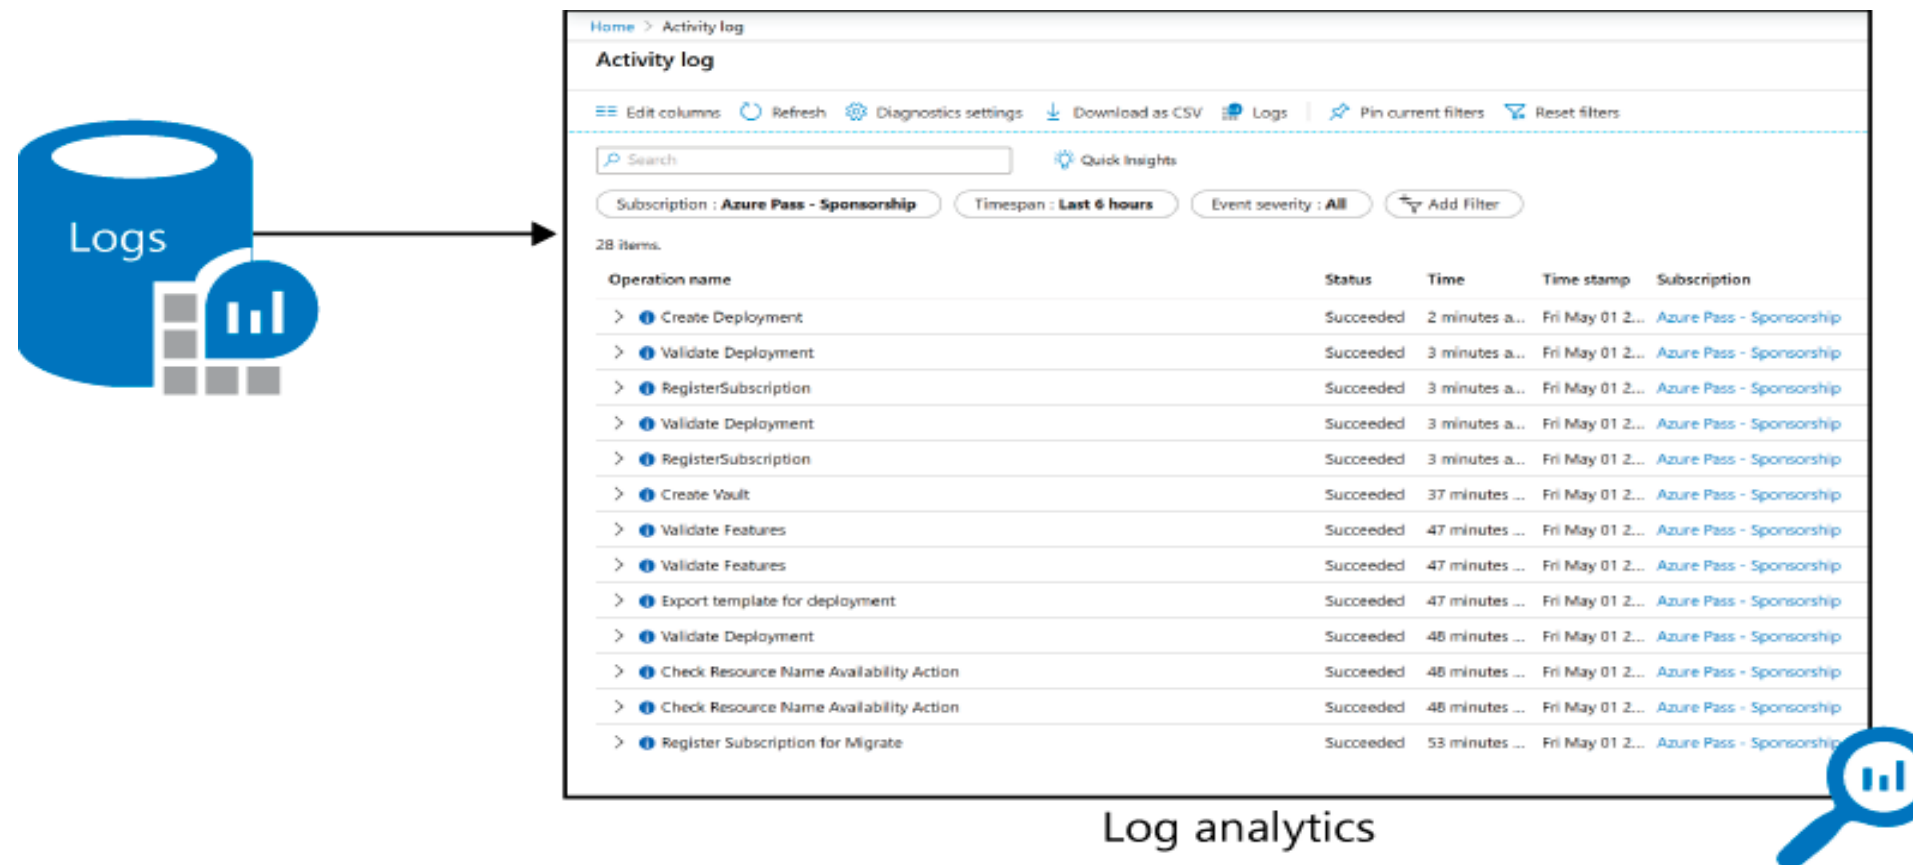 Home > Activity log
Activity log
Edit columns Refresh Diagnostics settings Download as CSV Logs Pin current filters Reset filters
Search Quick Insights
Subscription : Azure Pass - Sponsorship Timespan : Last 6 hours Event severity : All Add Filter
Logs
28 items.
Operation name Status Time Time stamp Subscription
Create Deployment Succeeded 2 minutes a... Fri May 01 2... Azure Pass - Sponsorship
Validate Deployment Succeeded 3 minutes a... Fri May 01 2... Azure Pass - Sponsorship
RegisterSubscription Succeeded 3 minutes a... Fri May 01 2... Azure Pass - Sponsorship
Validate Deployment Succeeded 3 minutes a... Fri May 01 2... Azure Pass - Sponsorship
RegisterSubscription Succeeded 3 minutes a... Fri May 01 2... Azure Pass - Sponsorship
Create Vault Succeeded 37 minutes ... Fri May 01 2... Azure Pass - Sponsorship
Validate Features Succeeded 47 minutes ... Fri May 01 2... Azure Pass - Sponsorship
Validate Features Succeeded 47 minutes ... Fri May 01 2... Azure Pass - Sponsorship
Export template for deployment Succeeded 47 minutes ... Fri May 01 2... Azure Pass - Sponsorship
Validate Deployment Succeeded 48 minutes ... Fri May 01 2... Azure Pass - Sponsorship
Check Resource Name Availability Action Succeeded 48 minutes ... Fri May 01 2... Azure Pass - Sponsorship
Check Resource Name Availability Action Succeeded 48 minutes ... Fri May 01 2... Azure Pass - Sponsorship
Register Subscription for Migrate Succeeded 53 minutes ... Fri May 01 2... Azure Pass - Sponsorship
Log analytics